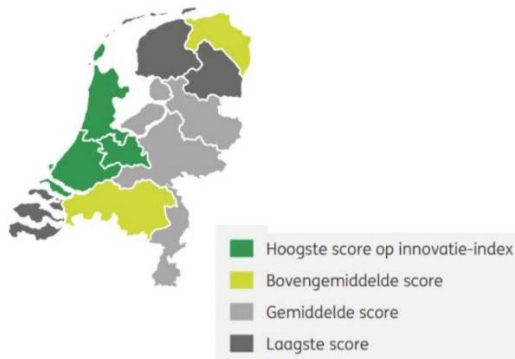 Hoogste score op innovatie-index
Bovengemiddelde score
Gemiddelde score
Laagste score